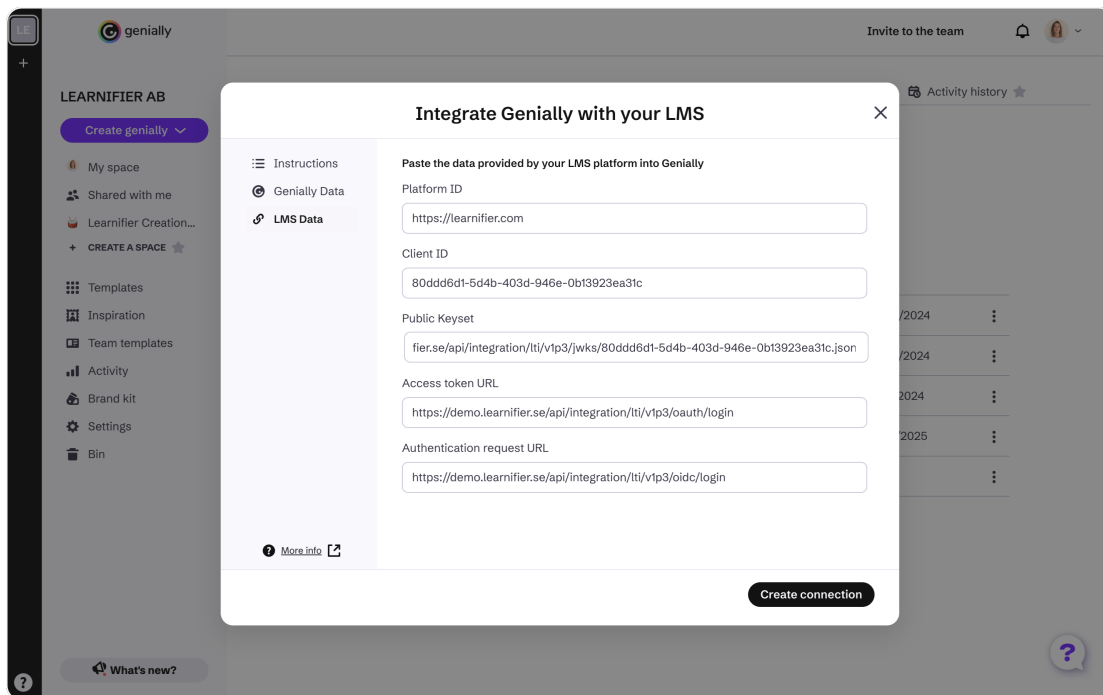 LE
genially
Invite to the team
+
LEARNIFIER AB
Activity history
Create genially
My space
Shared with me
Learnifier Creation...
+ CREATE A SPACE
Templates
Inspiration
Team templates
Activity
Brand kit
Settings
Bin
What's new?
?
Integrate Genially with your LMS
Instructions
Genially Data
LMS Data
? More info
Paste the data provided by your LMS platform into Genially
Platform ID
https://learnifier.com
Client ID
80ddd6d1-5d4b-403d-946e-0b13923ea31c
Public Keyset
fier.se/api/integration/lti/v1p3/jwks/80ddd6d1-5d4b-403d-946e-0b13923ea31c.json
Access token URL
https://demo.learnifier.se/api/integration/lti/v1p3/oauth/login
Authentication request URL
https://demo.learnifier.se/api/integration/lti/v1p3/oidc/login
Create connection
/2024
/2024
2024
/2025
?